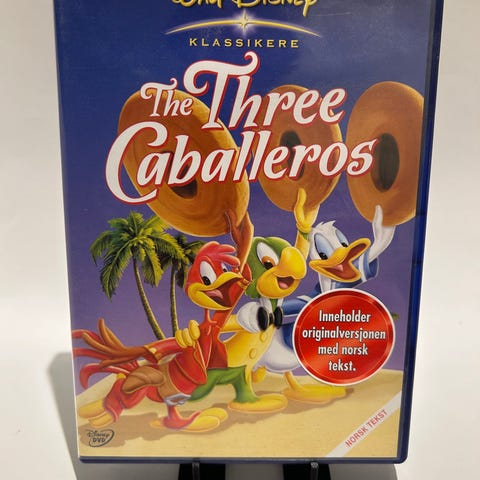 Walt Disney
KLASSIKERE
The Three
Caballeros
Inneholder
originalversjonen
med norsk
tekst.
NORSK TEKST
Disney
DVD